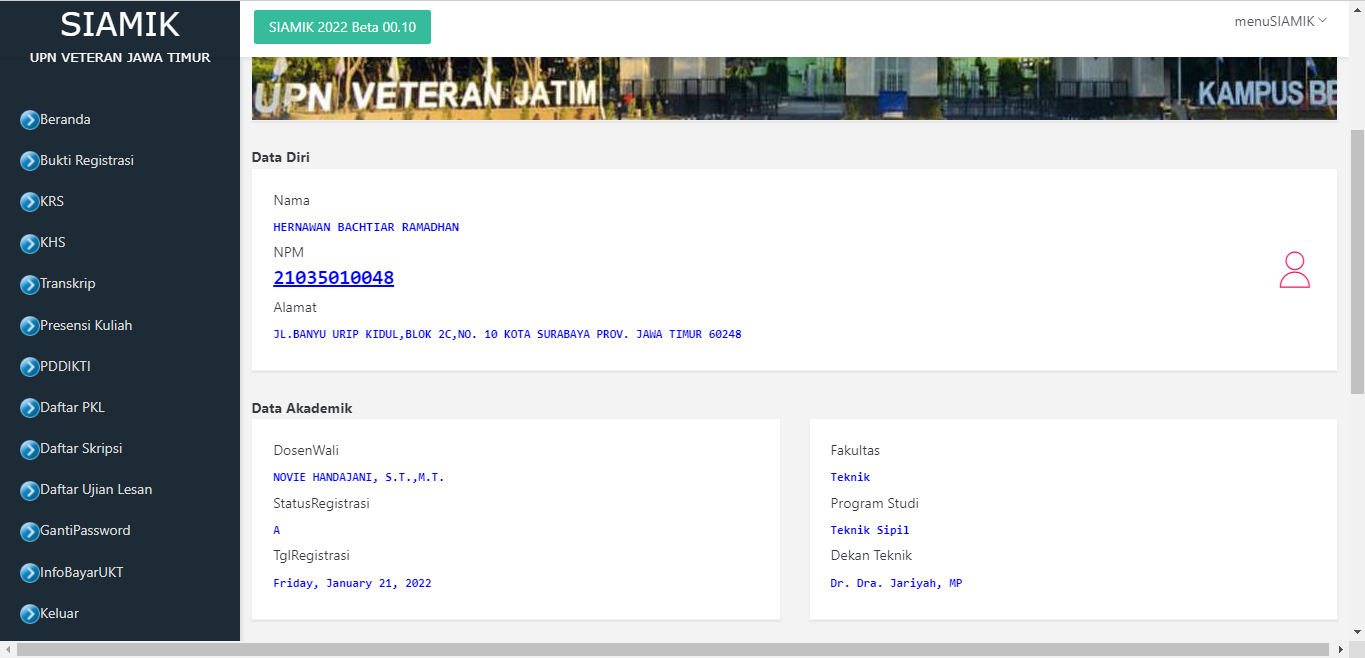 SIAMIK
UPN VETERAN JAWA TIMUR
Beranda
Bukti Registrasi
KRS
KHS
Transkrip
Presensi Kuliah
PDDIKTI
Daftar PKL
Daftar Skripsi
Daftar Ujian Lesan
GantiPassword
InfoBayarUKT
Keluar
SIAMIK 2022 Beta 00.10
menuSIAMIK
UPN VETERAN JATIM
KAMPUS BE
Data Diri
Nama
HERNAWAN BACHTIAR RAMADHAN
NPM
21035010048
Alamat
JL.BANYU URIP KIDUL,BLOK 2C,NO. 10 KOTA SURABAYA PROV. JAWA TIMUR 60248
Data Akademik
DosenWali
NOVIE HANDAJANI, S.T.,M.T.
StatusRegistrasi
A
TglRegistrasi
Friday, January 21, 2022
Fakultas
Teknik
Program Studi
Teknik Sipil
Dekan Teknik
Dr. Dra. Jariyah, MP